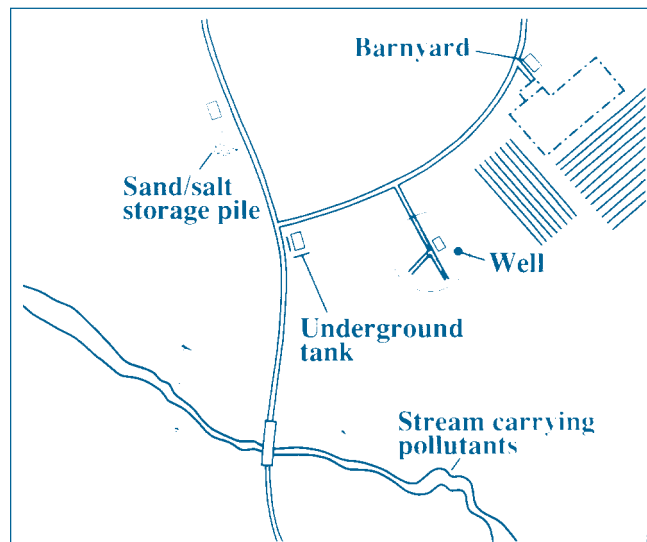 Barnyard
Sand/salt
storage pile
Well
Underground
tank
Stream carrying
pollutants